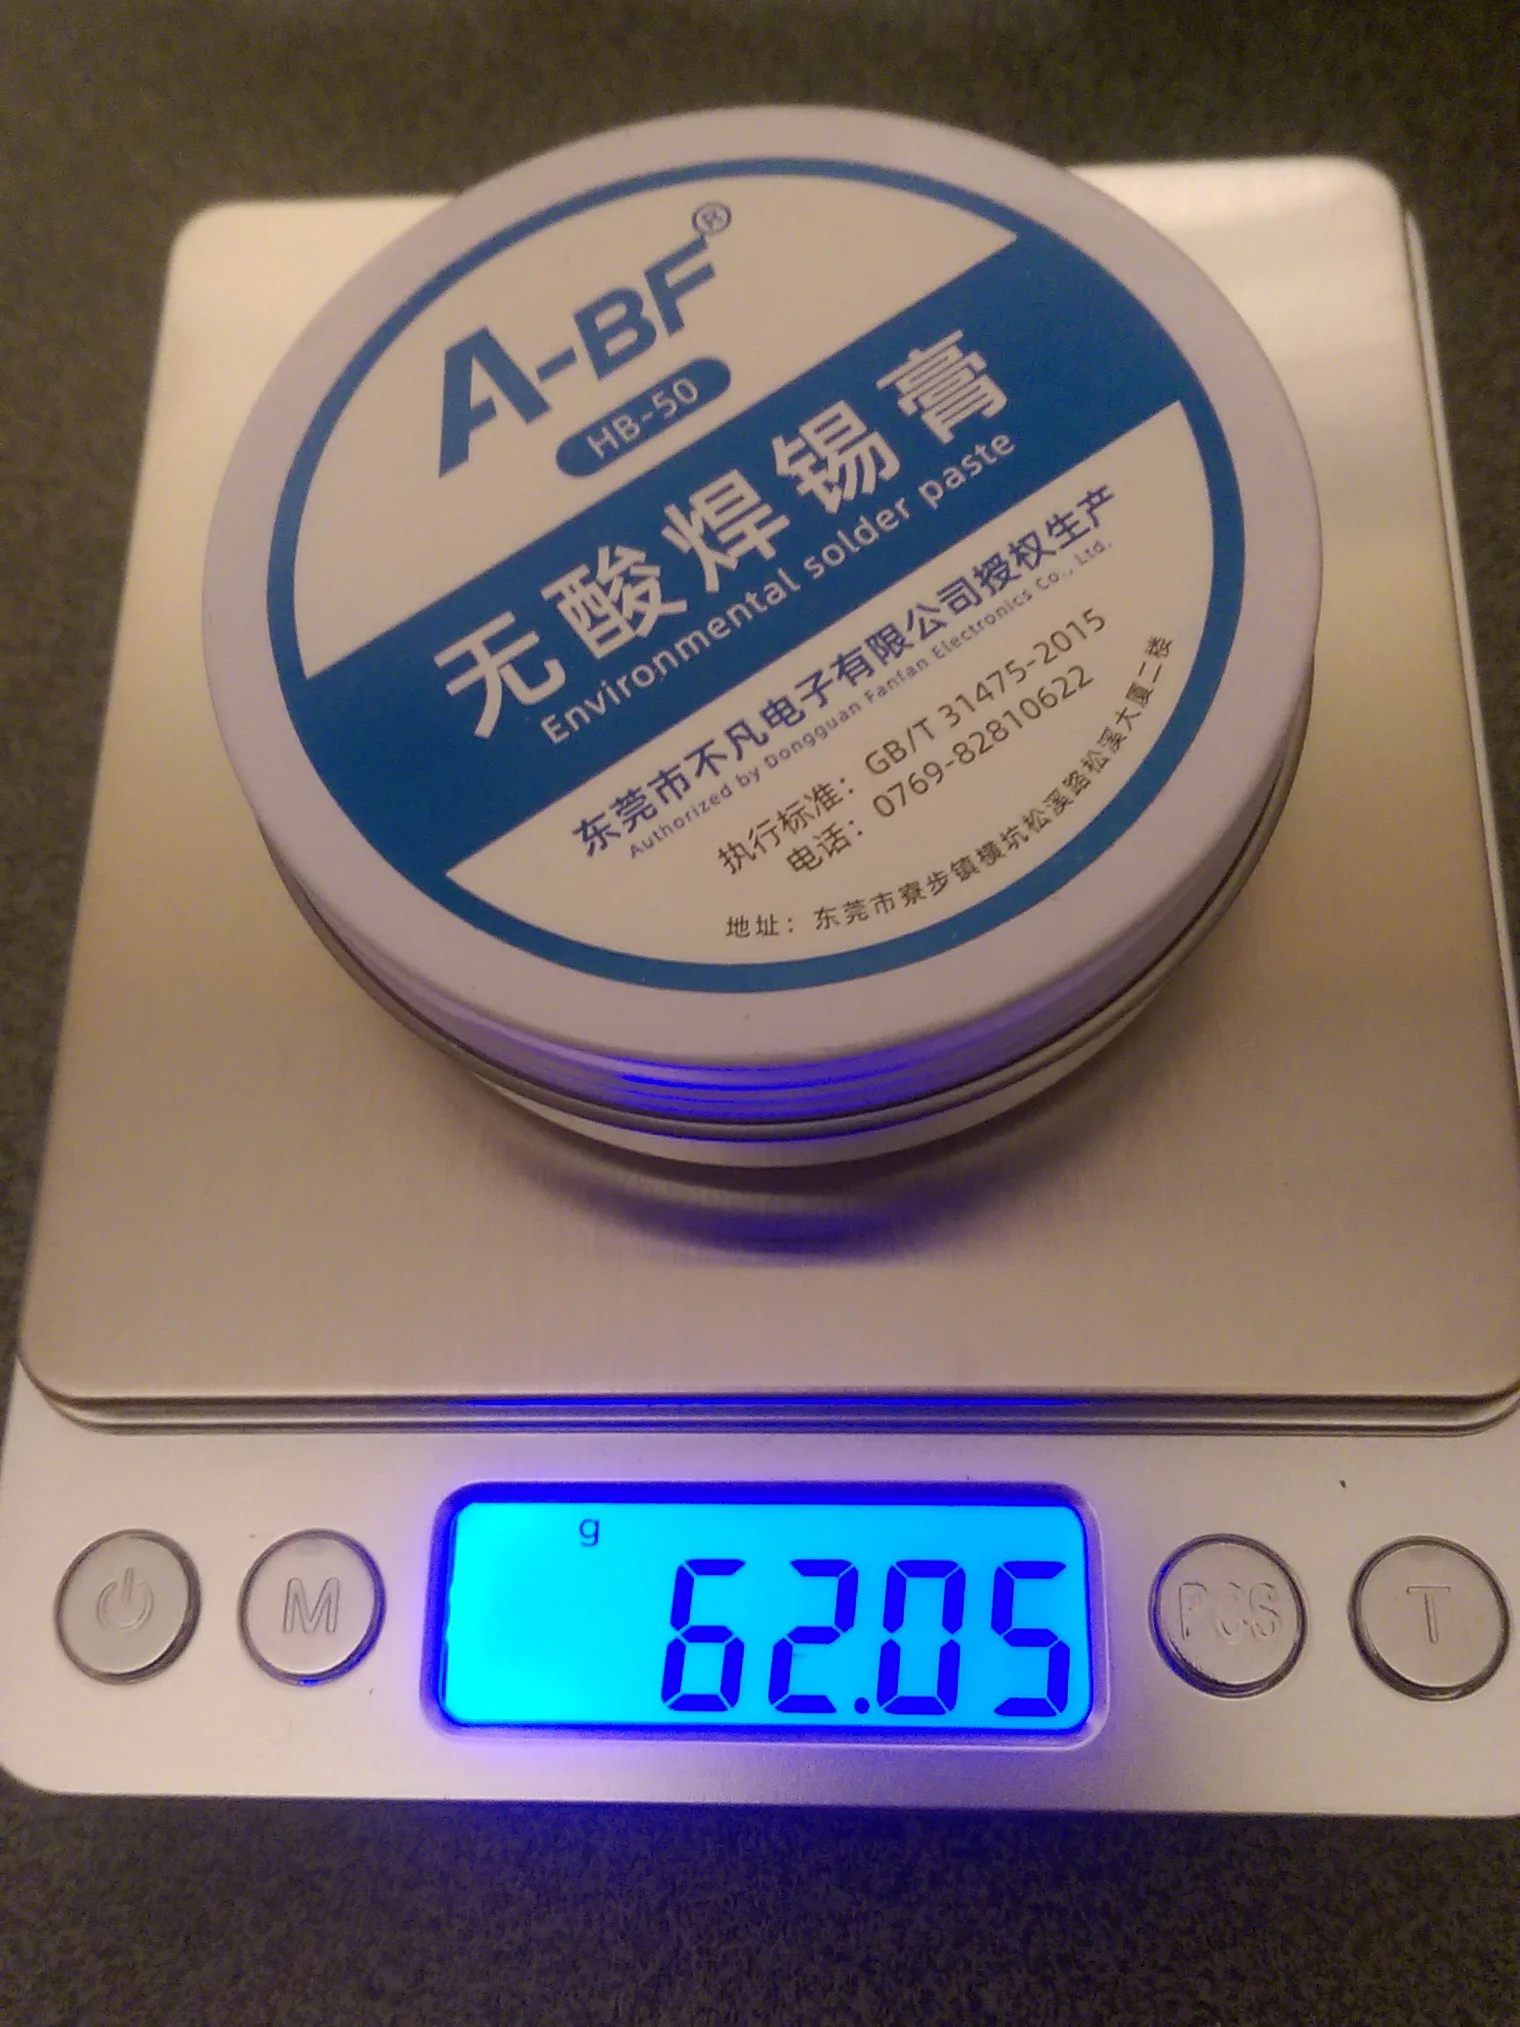 A-BF®
HB-50
无酸焊锡膏
Environmental solder paste
东莞市不凡电子有限公司授权生产
Authorized by Dongguan Fanfan Electronics Co., Ltd.
执行标准：GB/T 31475-2015
电话：0769-82810622
地址：东莞市寮步镇横坑松溪路松溪大厦二楼
g
62.05
M
PCS
T